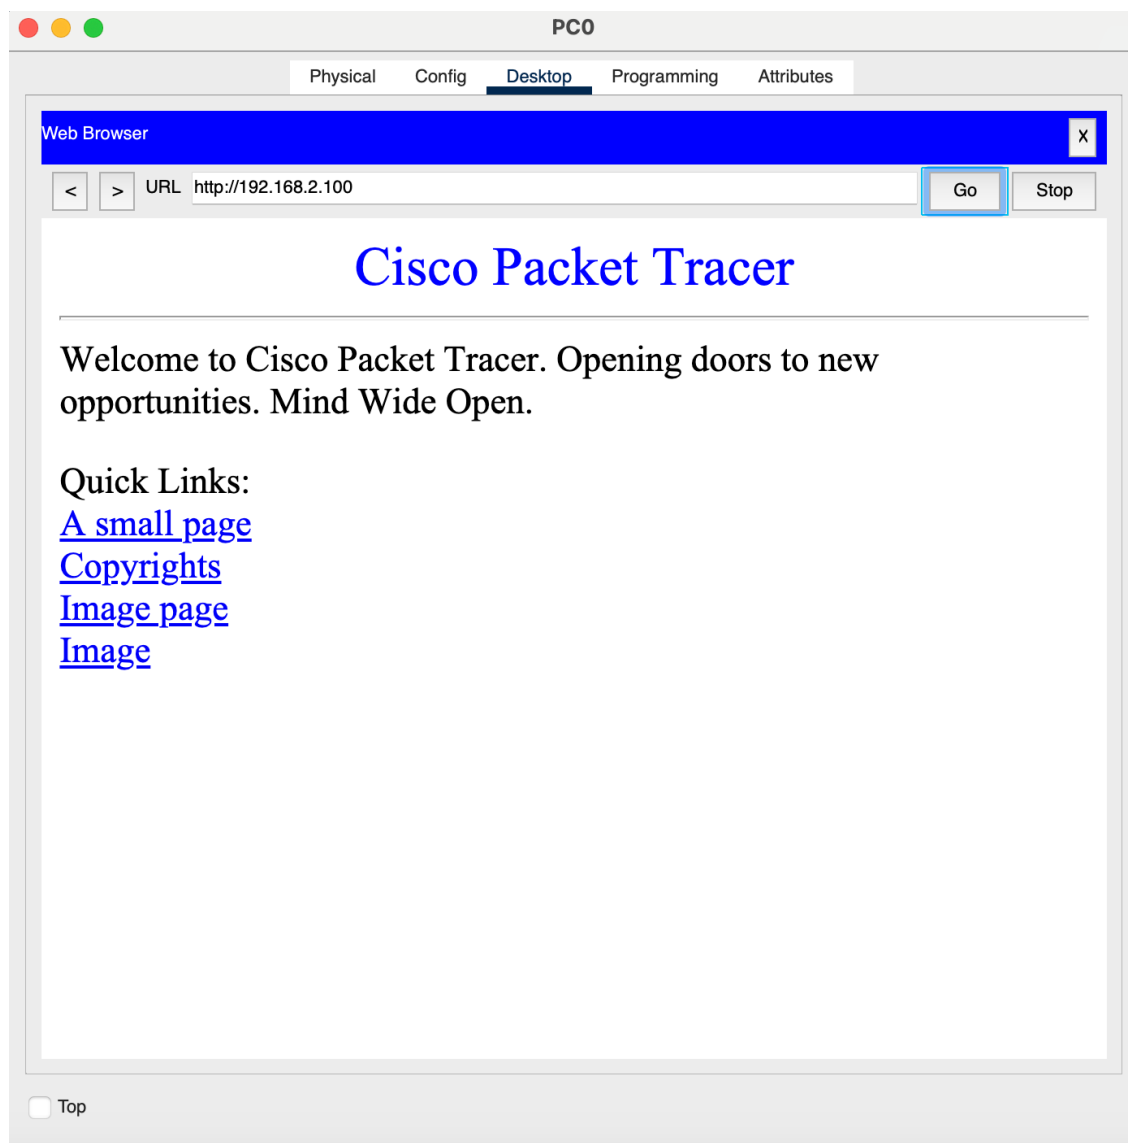 PC0
Physical Config Desktop Programming Attributes
Web Browser X
< > URL http://192.168.2.100 Go Stop
Cisco Packet Tracer
Welcome to Cisco Packet Tracer. Opening doors to new
opportunities. Mind Wide Open.
Quick Links:
A small page
Copyrights
Image page
Image
Top